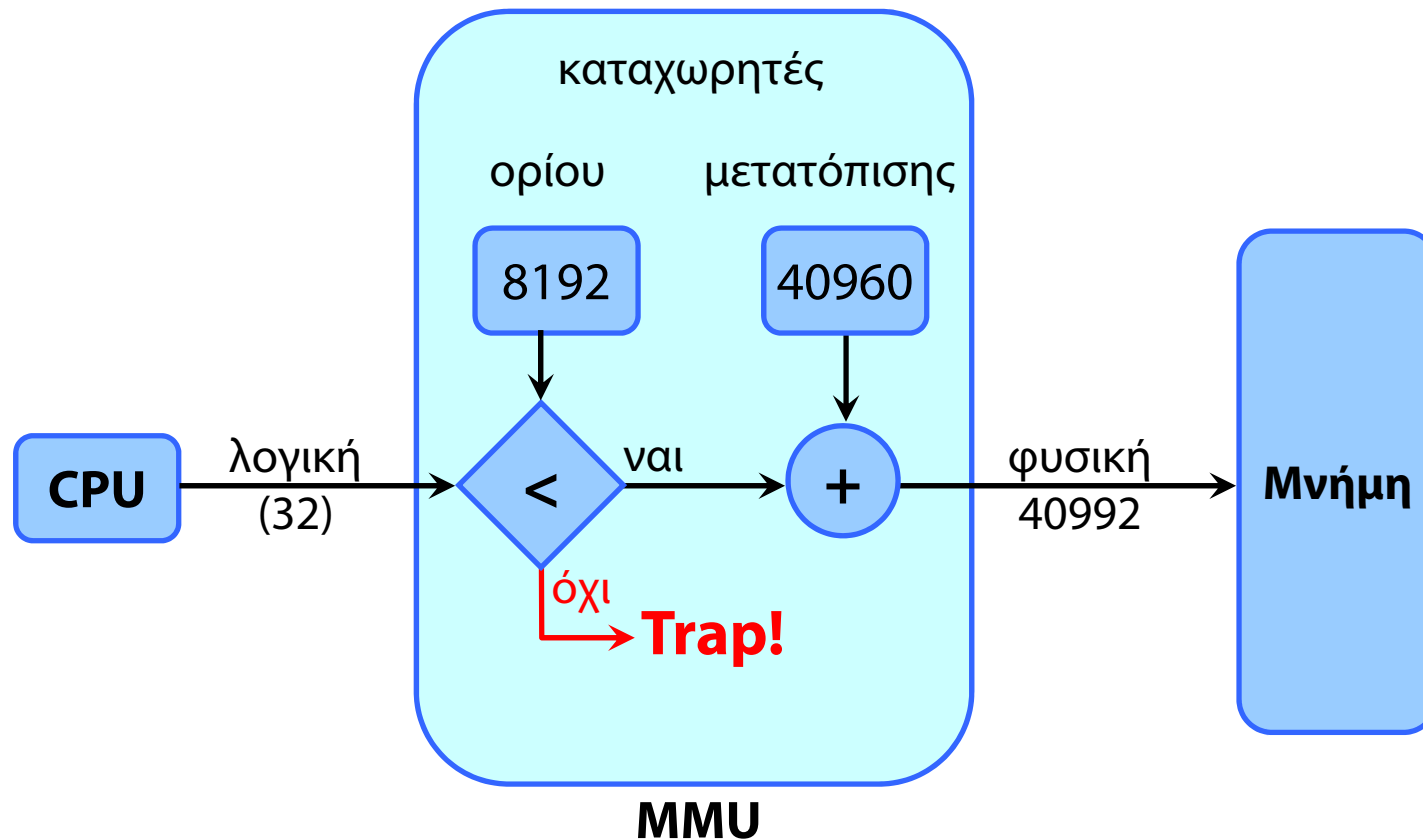 καταχωρητές
ορίου
μετατόπισης
8192
40960
CPU
λογική
(32)
<
ναι
+
φυσική
40992
Μνήμη
όχι
Trap!
MMU